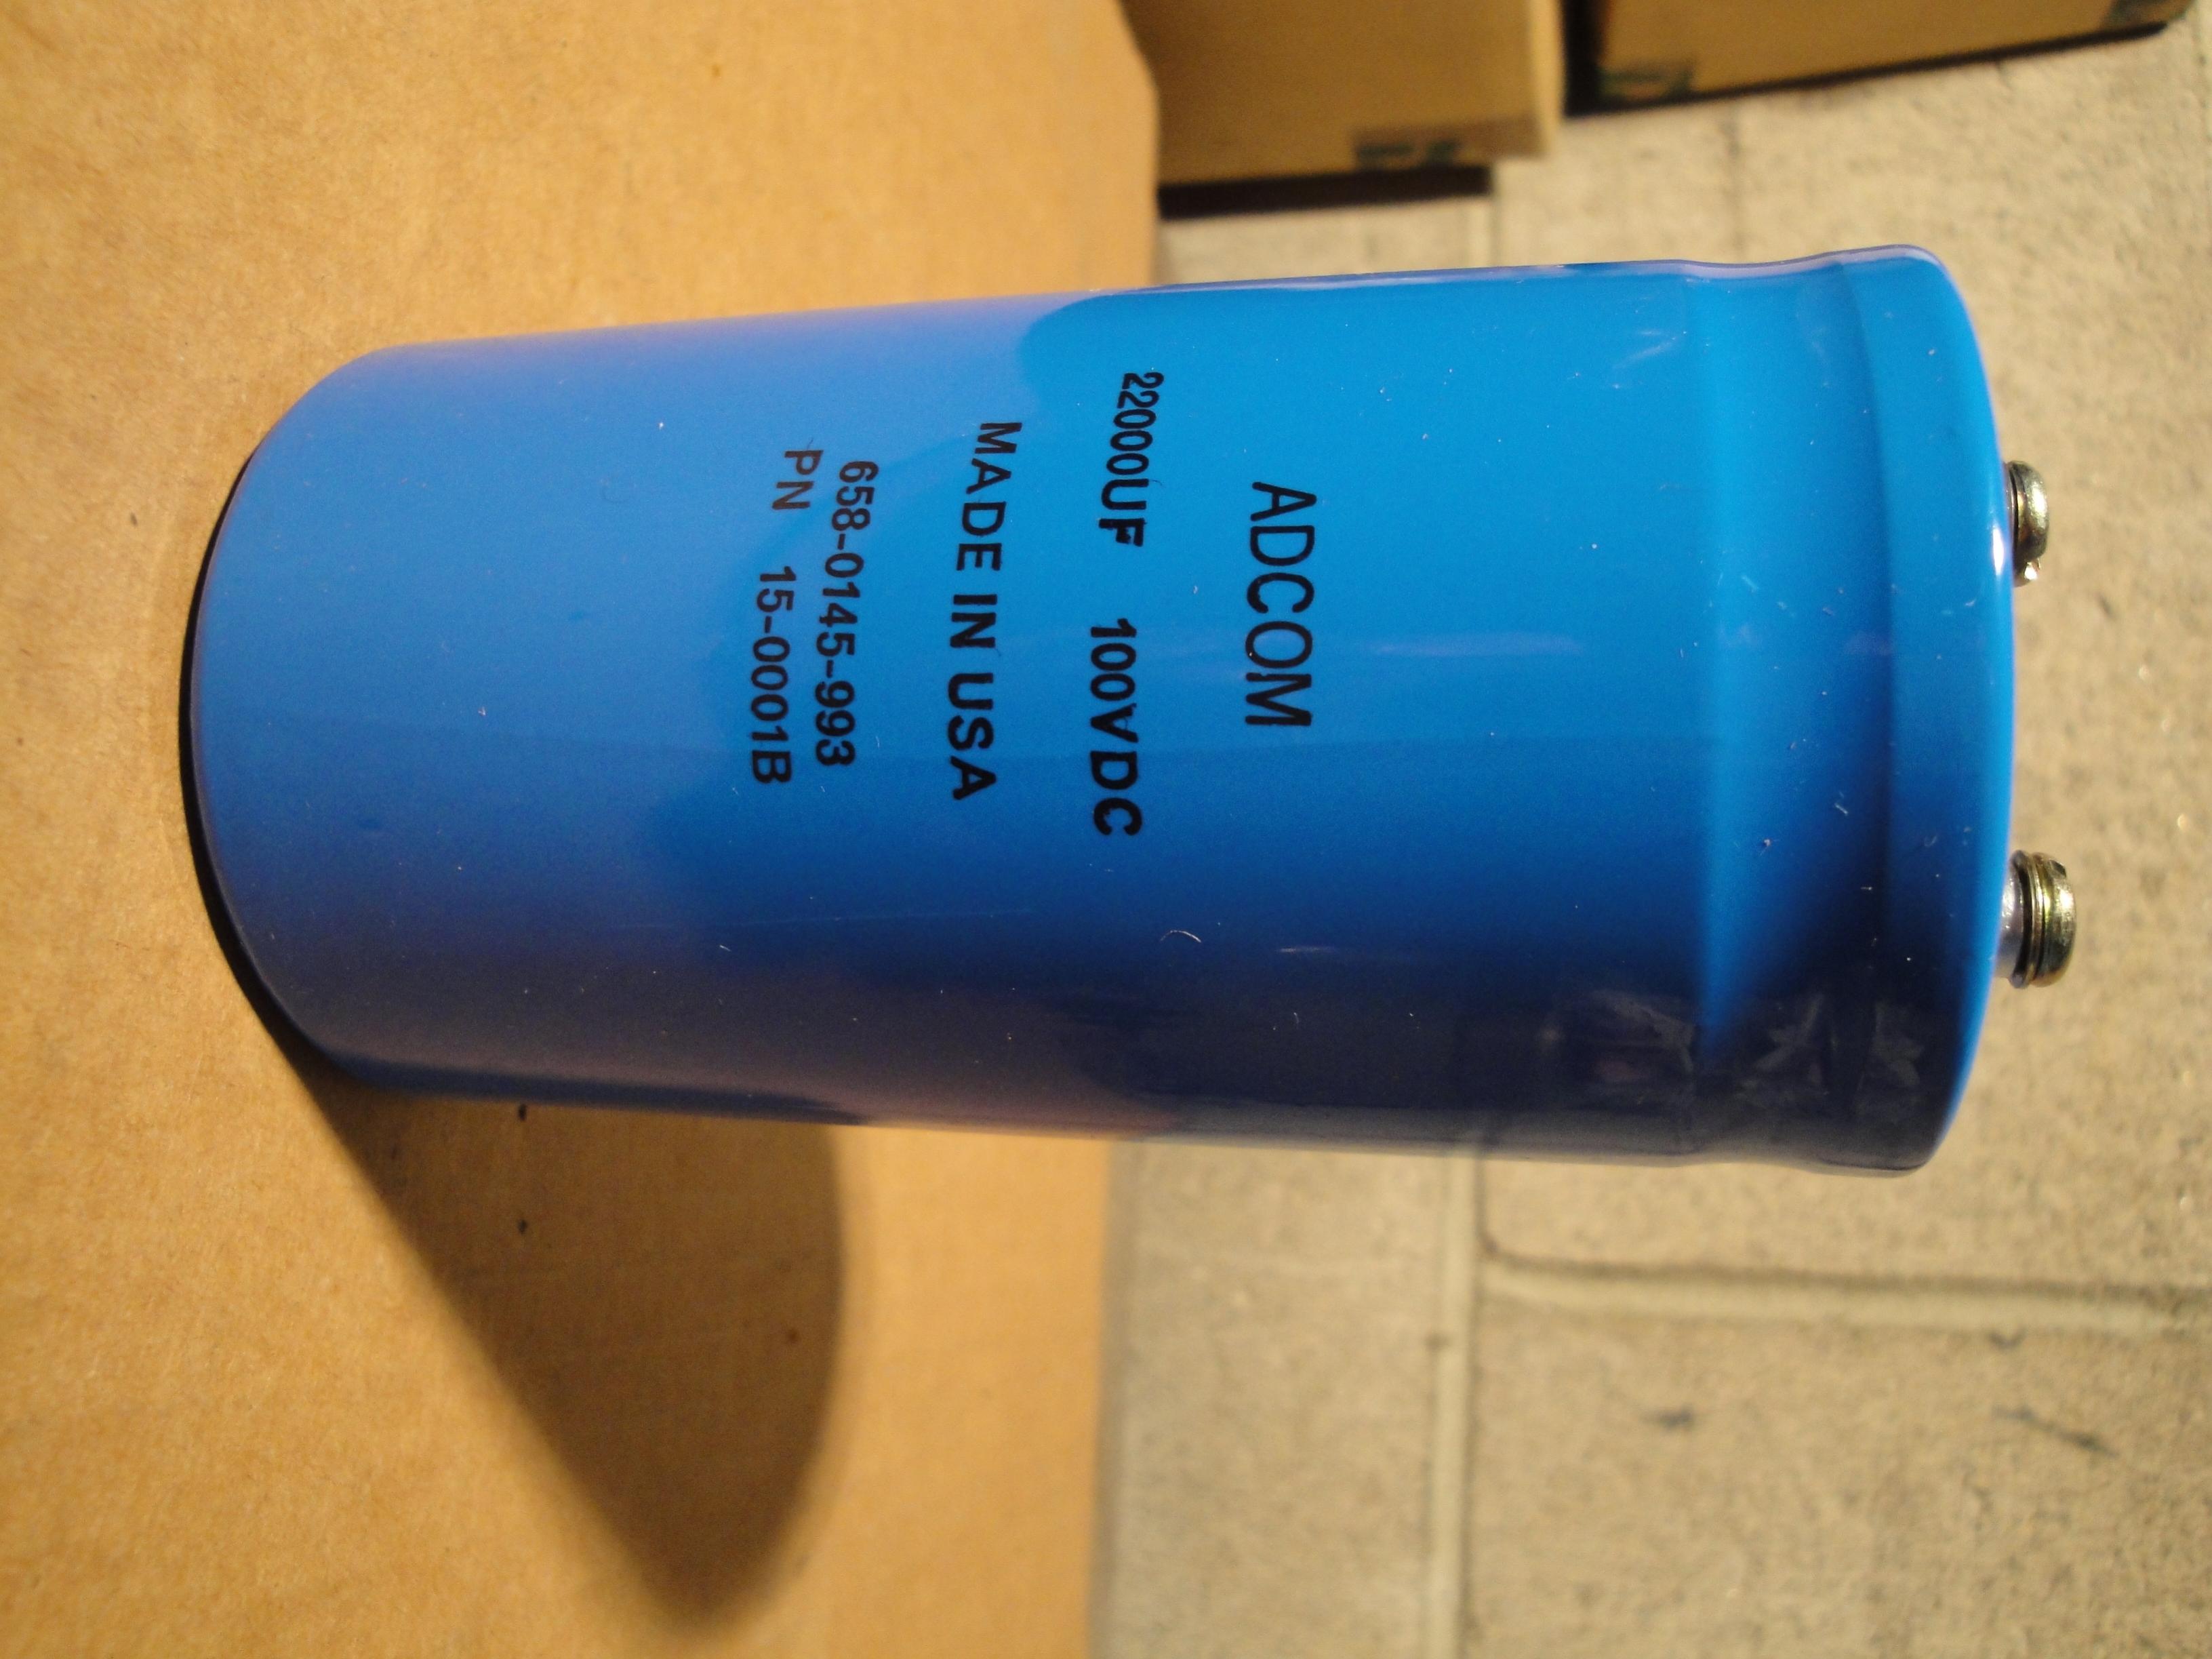 ADCOM
22000UF 100VDC
MADE IN USA
658-0145-993
PN 15-0001B